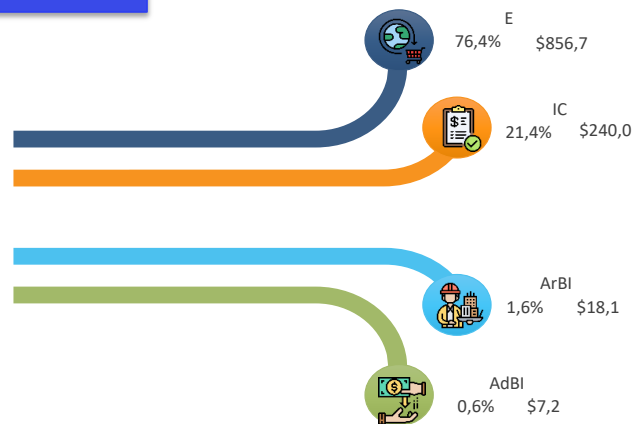 E
76,4% $856,7
IC
21,4% $240,0
ArBI
1,6% $18,1
AdBI
0,6% $7,2